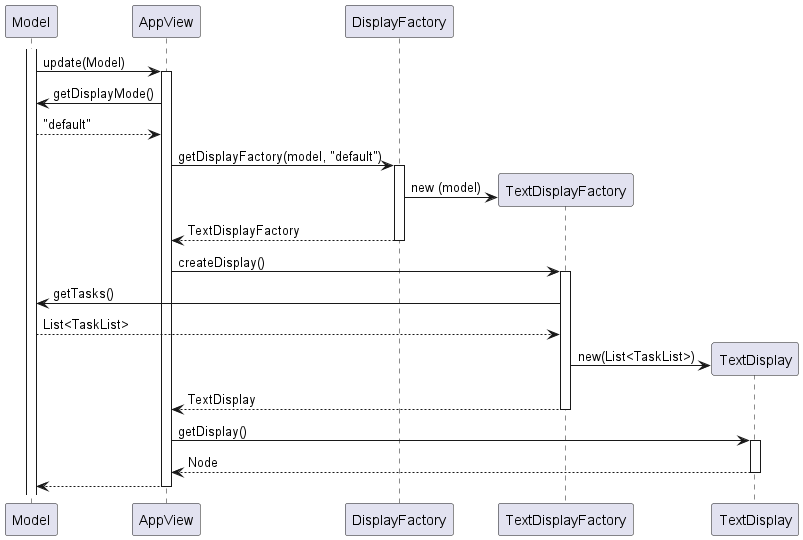 Model
AppView
DisplayFactory
update(Model)
getDisplayMode()
"default"
getDisplayFactory(model, "default")
new (model)
TextDisplayFactory
TextDisplayFactory
createDisplay()
getTasks()
List<TaskList>
new(List<TaskList>)
TextDisplay
TextDisplay
getDisplay()
Node
Model
AppView
DisplayFactory
TextDisplayFactory
TextDisplay